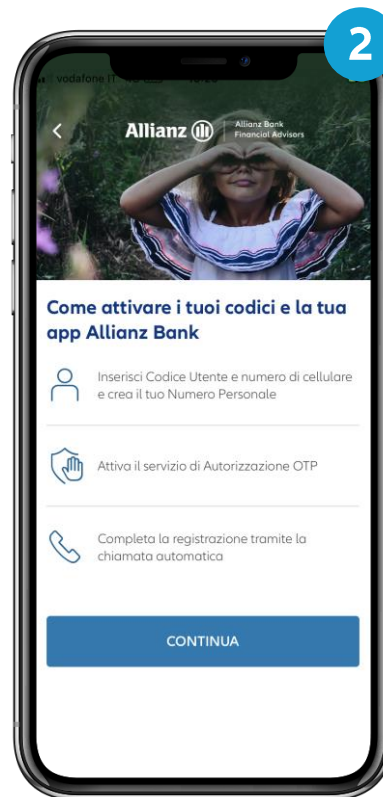 2
vodafone IT
Allianz
Allianz Bank
Financial Advisors
Come attivare i tuoi codici e la tua
app Allianz Bank
Inserisci Codice Utente e numero di cellulare
e crea il tuo Numero Personale
Attiva il servizio di Autorizzazione OTP
Completa la registrazione tramite la
chiamata automatica
CONTINUA